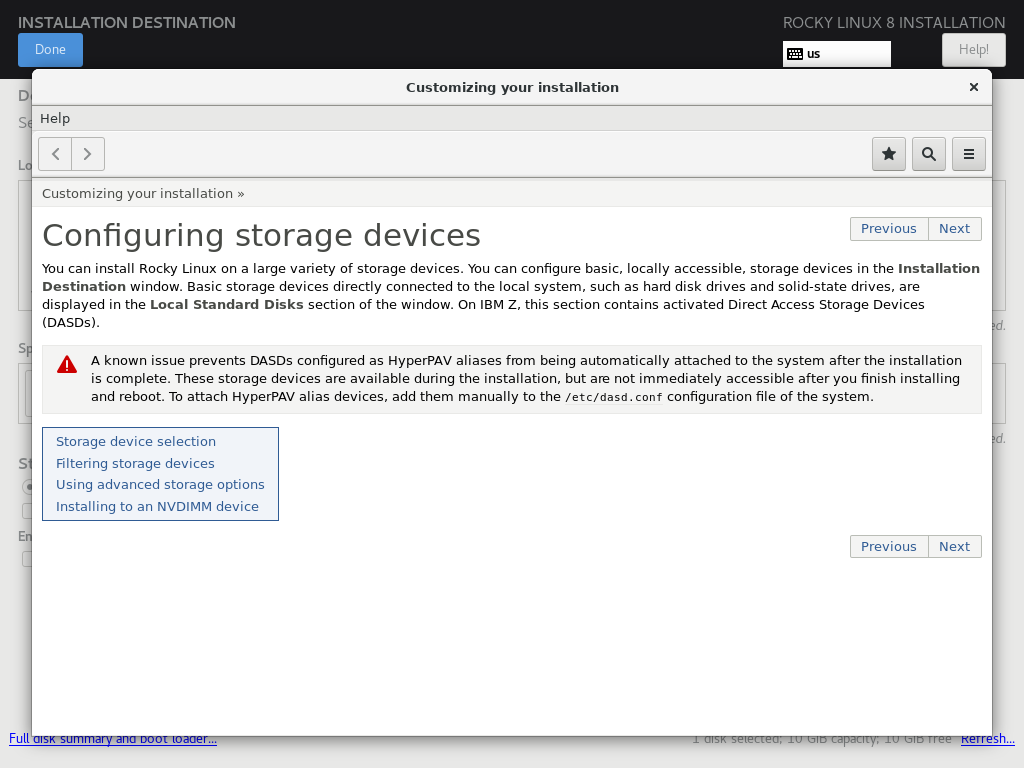 INSTALLATION DESTINATION
ROCKY LINUX 8 INSTALLATION
Done
us
Help!
Customizing your installation
Help
Customizing your installation »
Configuring storage devices
Previous
Next
You can install Rocky Linux on a large variety of storage devices. You can configure basic, locally accessible, storage devices in the Installation
Destination window. Basic storage devices directly connected to the local system, such as hard disk drives and solid-state drives, are
displayed in the Local Standard Disks section of the window. On IBM Z, this section contains activated Direct Access Storage Devices
(DASDs).
A known issue prevents DASDs configured as HyperPAV aliases from being automatically attached to the system after the installation
is complete. These storage devices are available during the installation, but are not immediately accessible after you finish installing
and reboot. To attach HyperPAV alias devices, add them manually to the /etc/dasd.conf configuration file of the system.
Storage device selection
Filtering storage devices
Using advanced storage options
Installing to an NVDIMM device
Previous
Next
Full disk summary and boot loader...
1 disk selected; 10 GiB capacity; 10 GiB free
Refresh...